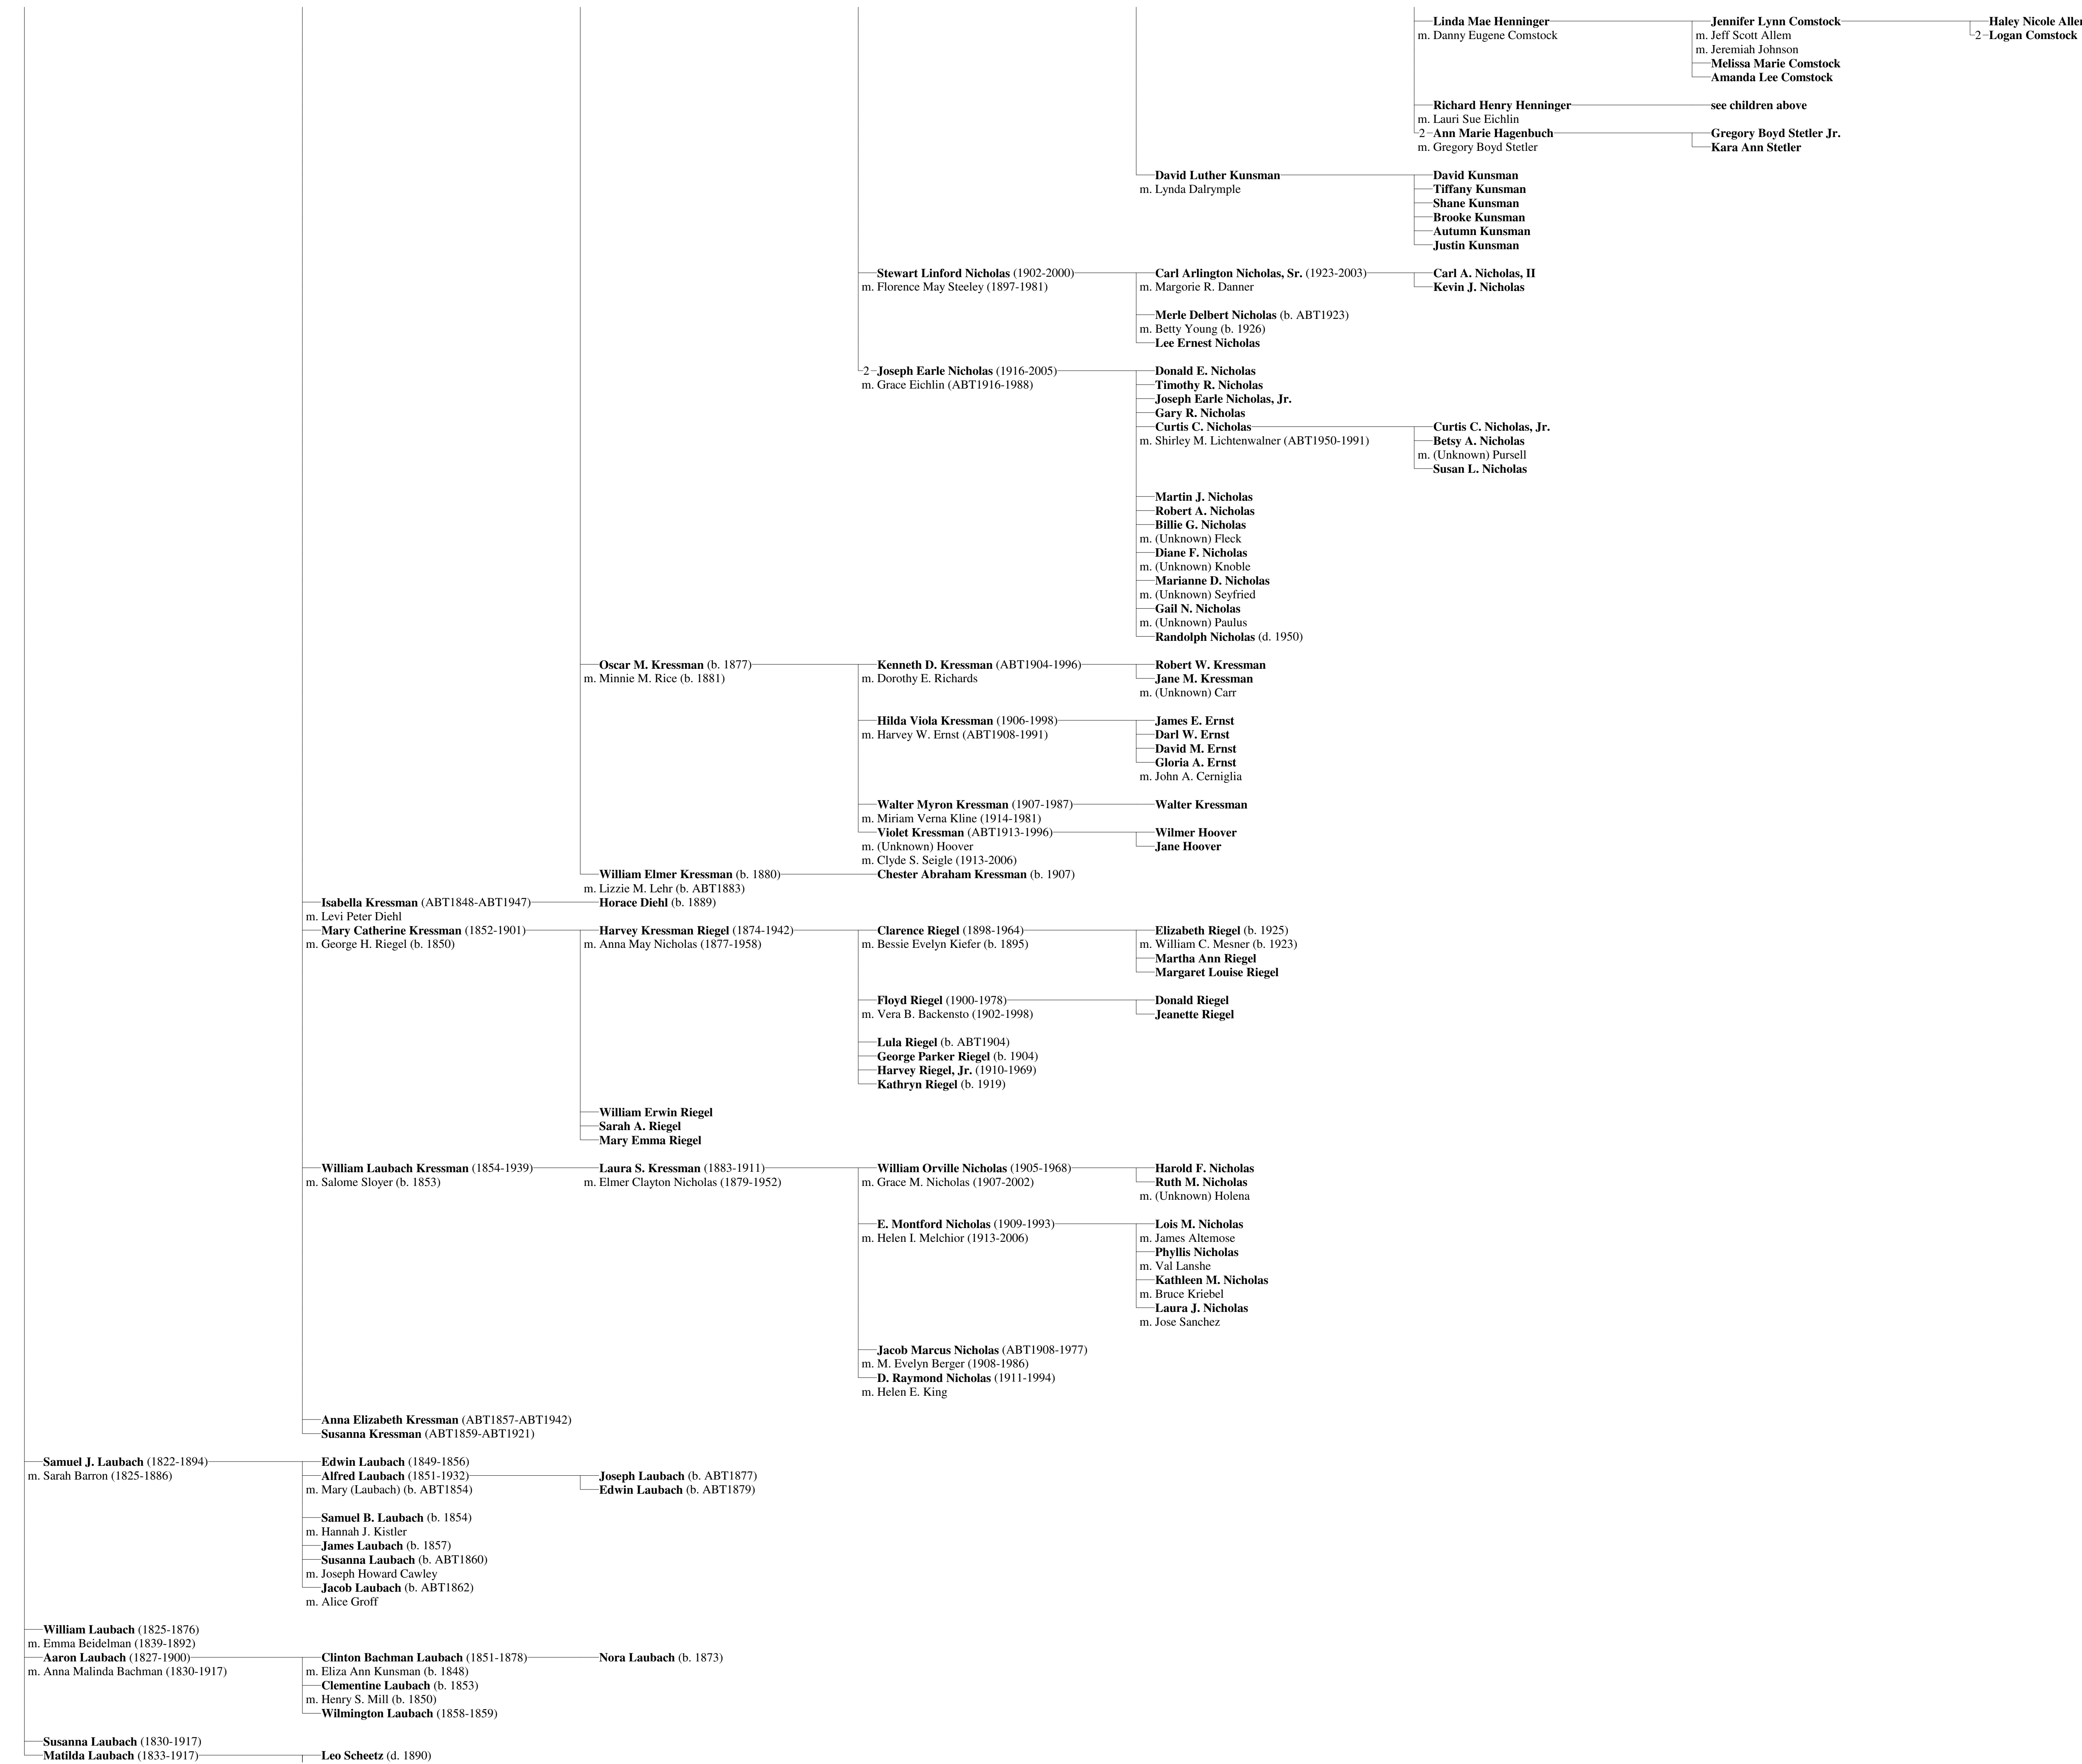 Linda Mae Henninger Jennifer Lynn Comstock Haley Nicole Aller
m. Danny Eugene Comstock m. Jeff Scott Allem 2 Logan Comstock
m. Jeremiah Johnson
Melissa Marie Comstock
Amanda Lee Comstock
Richard Henry Henninger see children above
m. Lauri Sue Eichlin
2 Ann Marie Hagenbuch Gregory Boyd Stetler Jr.
m. Gregory Boyd Stetler Kara Ann Stetler
David Luther Kunsman David Kunsman
m. Lynda Dalrymple Tiffany Kunsman
Shane Kunsman
Brooke Kunsman
Autumn Kunsman
Justin Kunsman
Stewart Linford Nicholas (1902-2000) Carl Arlington Nicholas, Sr. (1923-2003) Carl A. Nicholas, II
m. Florence May Steeley (1897-1981) m. Margorie R. Danner Kevin J. Nicholas
Merle Delbert Nicholas (b. ABT1923)
m. Betty Young (b. 1926)
Lee Ernest Nicholas
2 Joseph Earle Nicholas (1916-2005) Donald E. Nicholas
m. Grace Eichlin (ABT1916-1988) Timothy R. Nicholas
Joseph Earle Nicholas, Jr.
Gary R. Nicholas
Curtis C. Nicholas Curtis C. Nicholas, Jr.
m. Shirley M. Lichtenwalner (ABT1950-1991) Betsy A. Nicholas
m. (Unknown) Pursell
Susan L. Nicholas
Martin J. Nicholas
Robert A. Nicholas
Billie G. Nicholas
m. (Unknown) Fleck
Diane F. Nicholas
m. (Unknown) Knoble
Marianne D. Nicholas
m. (Unknown) Seyfried
Gail N. Nicholas
m. (Unknown) Paulus
Randolph Nicholas (d. 1950)
Oscar M. Kressman (b. 1877) Kenneth D. Kressman (ABT1904-1996) Robert W. Kressman
m. Minnie M. Rice (b. 1881) m. Dorothy E. Richards Jane M. Kressman
m. (Unknown) Carr
Hilda Viola Kressman (1906-1998) James E. Ernst
m. Harvey W. Ernst (ABT1908-1991) Darl W. Ernst
David M. Ernst
Gloria A. Ernst
m. John A. Cerniglia
Walter Myron Kressman (1907-1987) Walter Kressman
m. Miriam Verna Kline (1914-1981)
Violet Kressman (ABT1913-1996) Wilmer Hoover
m. (Unknown) Hoover Jane Hoover
m. Clyde S. Seigle (1913-2006)
William Elmer Kressman (b. 1880) Chester Abraham Kressman (b. 1907)
m. Lizzie M. Lehr (b. ABT1883)
Isabella Kressman (ABT1848-ABT1947) Horace Diehl (b. 1889)
m. Levi Peter Diehl
Mary Catherine Kressman (1852-1901) Harvey Kressman Riegel (1874-1942) Clarence Riegel (1898-1964) Elizabeth Riegel (b. 1925)
m. George H. Riegel (b. 1850) m. Anna May Nicholas (1877-1958) m. Bessie Evelyn Kiefer (b. 1895) m. William C. Mesner (b. 1923)
Martha Ann Riegel
Margaret Louise Riegel
Floyd Riegel (1900-1978) Donald Riegel
m. Vera B. Backensto (1902-1998) Jeanette Riegel
Lula Riegel (b. ABT1904)
George Parker Riegel (b. 1904)
Harvey Riegel, Jr. (1910-1969)
Kathryn Riegel (b. 1919)
William Erwin Riegel
Sarah A. Riegel
Mary Emma Riegel
William Laubach Kressman (1854-1939) Laura S. Kressman (1883-1911) William Orville Nicholas (1905-1968) Harold F. Nicholas
m. Salome Sloyer (b. 1853) m. Elmer Clayton Nicholas (1879-1952) m. Grace M. Nicholas (1907-2002) Ruth M. Nicholas
m. (Unknown) Holena
E. Montford Nicholas (1909-1993) Lois M. Nicholas
m. Helen I. Melchior (1913-2006) m. James Altemose
Phyllis Nicholas
m. Val Lanshe
Kathleen M. Nicholas
m. Bruce Kriebel
Laura J. Nicholas
m. Jose Sanchez
Jacob Marcus Nicholas (ABT1908-1977)
m. M. Evelyn Berger (1908-1986)
D. Raymond Nicholas (1911-1994)
m. Helen E. King
Anna Elizabeth Kressman (ABT1857-ABT1942)
Susanna Kressman (ABT1859-ABT1921)
Samuel J. Laubach (1822-1894) Edwin Laubach (1849-1856)
m. Sarah Barron (1825-1886) Alfred Laubach (1851-1932) Joseph Laubach (b. ABT1877)
m. Mary (Laubach) (b. ABT1854) Edwin Laubach (b. ABT1879)
Samuel B. Laubach (b. 1854)
m. Hannah J. Kistler
James Laubach (b. 1857)
Susanna Laubach (b. ABT1860)
m. Joseph Howard Cawley
Jacob Laubach (b. ABT1862)
m. Alice Groff
William Laubach (1825-1876)
m. Emma Beidelman (1839-1892)
Aaron Laubach (1827-1900) Clinton Bachman Laubach (1851-1878) Nora Laubach (b. 1873)
m. Anna Malinda Bachman (1830-1917) m. Eliza Ann Kunsman (b. 1848)
Clementine Laubach (b. 1853)
m. Henry S. Mill (b. 1850)
Wilmington Laubach (1858-1859)
Susanna Laubach (1830-1917)
Matilda Laubach (1833-1917) Leo Scheetz (d. 1890)